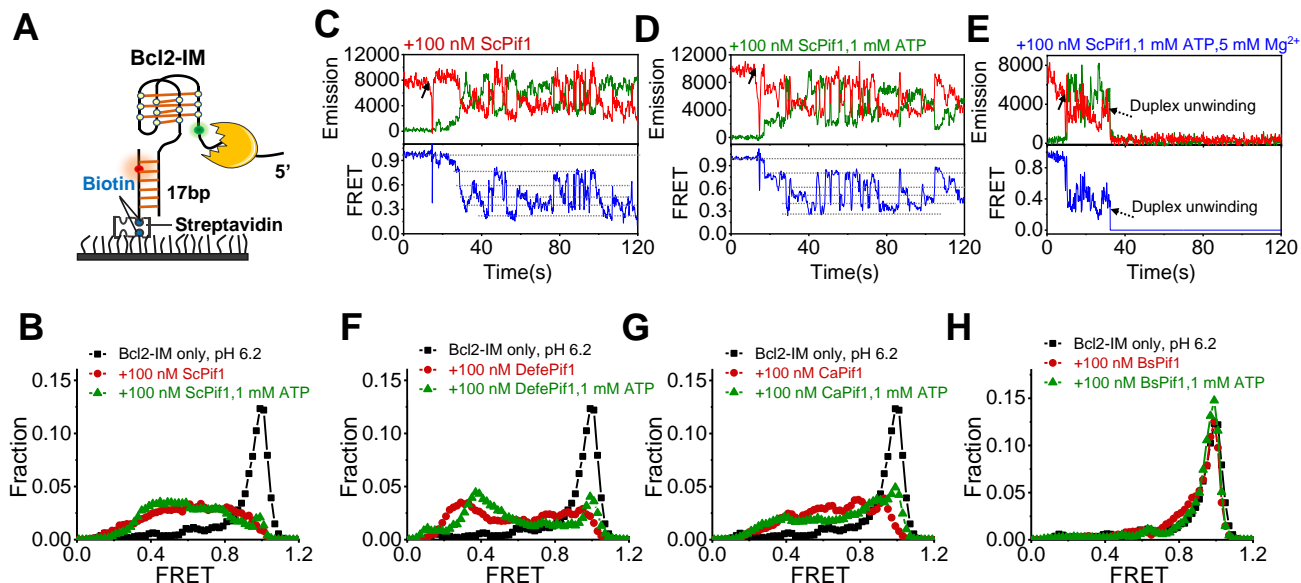 A
Bcl2-IM
Biotin
17bp
5’
Streptavidin
C
+100 nM ScPif1
Emission
12000
8000
4000
0
FRET
0.9
0.6
0.3
0.0
0 40 80 120
Time(s)
D
+100 nM ScPif1,1 mM ATP
Emission
12000
8000
4000
0
FRET
0.9
0.6
0.3
0.0
0 40 80 120
Time(s)
E
+100 nM ScPif1,1 mM ATP,5 mM Mg²⁺
Emission
8000
4000
0
Duplex unwinding
FRET
0.9
0.6
0.3
0.0
Duplex unwinding
0 40 80 120
Time(s)
B
Bcl2-IM only, pH 6.2
+100 nM ScPif1
+100 nM ScPif1,1 mM ATP
Fraction
0.15
0.10
0.05
0.00
0.0 0.4 0.8 1.2
FRET
F
Bcl2-IM only, pH 6.2
+100 nM DefePif1
+100 nM DefePif1,1 mM ATP
Fraction
0.15
0.10
0.05
0.00
0.0 0.4 0.8 1.2
FRET
G
Bcl2-IM only, pH 6.2
+100 nM CaPif1
+100 nM CaPif1,1 mM ATP
Fraction
0.15
0.10
0.05
0.00
0.0 0.4 0.8 1.2
FRET
H
Bcl2-IM only, pH 6.2
+100 nM BsPif1
+100 nM BsPif1,1 mM ATP
Fraction
0.15
0.10
0.05
0.00
0.0 0.4 0.8 1.2
FRET